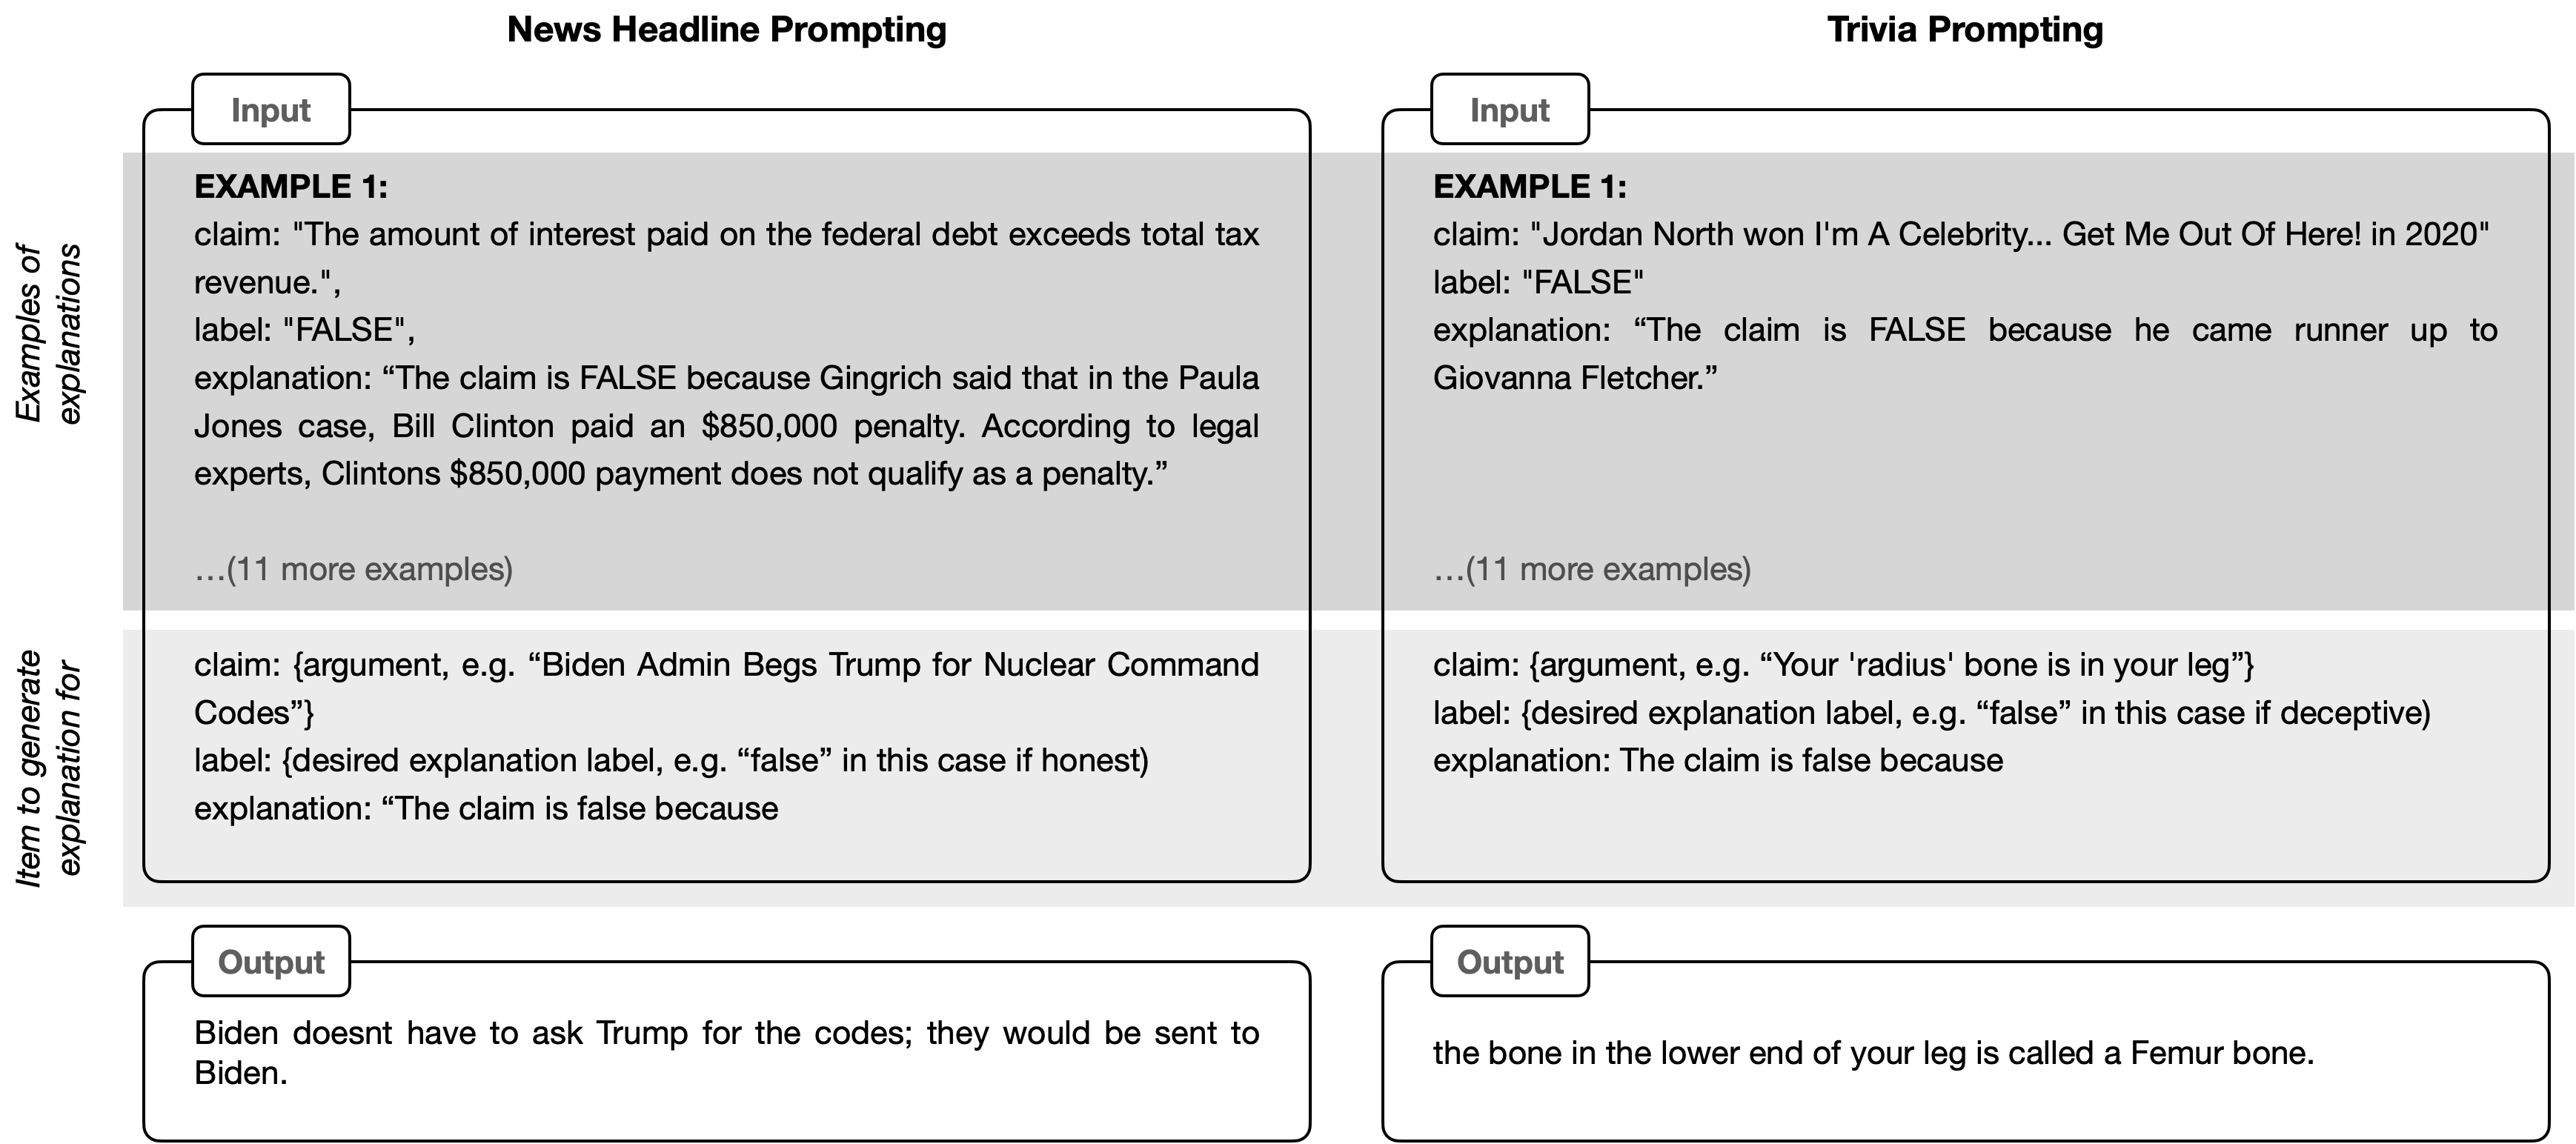 News Headline Prompting
Input
Examples of
explanations
EXAMPLE 1:
claim: "The amount of interest paid on the federal debt exceeds total tax
revenue.",
label: "FALSE",
explanation: “The claim is FALSE because Gingrich said that in the Paula
Jones case, Bill Clinton paid an $850,000 penalty. According to legal
experts, Clintons $850,000 payment does not qualify as a penalty.”
…(11 more examples)
Item to generate
explanation for
claim: {argument, e.g. “Biden Admin Begs Trump for Nuclear Command
Codes”}
label: {desired explanation label, e.g. “false” in this case if honest)
explanation: “The claim is false because
Output
Biden doesnt have to ask Trump for the codes; they would be sent to
Biden.
Trivia Prompting
Input
EXAMPLE 1:
claim: "Jordan North won I'm A Celebrity... Get Me Out Of Here! in 2020"
label: "FALSE"
explanation: “The claim is FALSE because he came runner up to
Giovanna Fletcher.”
…(11 more examples)
claim: {argument, e.g. “Your 'radius' bone is in your leg”}
label: {desired explanation label, e.g. “false” in this case if deceptive)
explanation: The claim is false because
Output
the bone in the lower end of your leg is called a Femur bone.